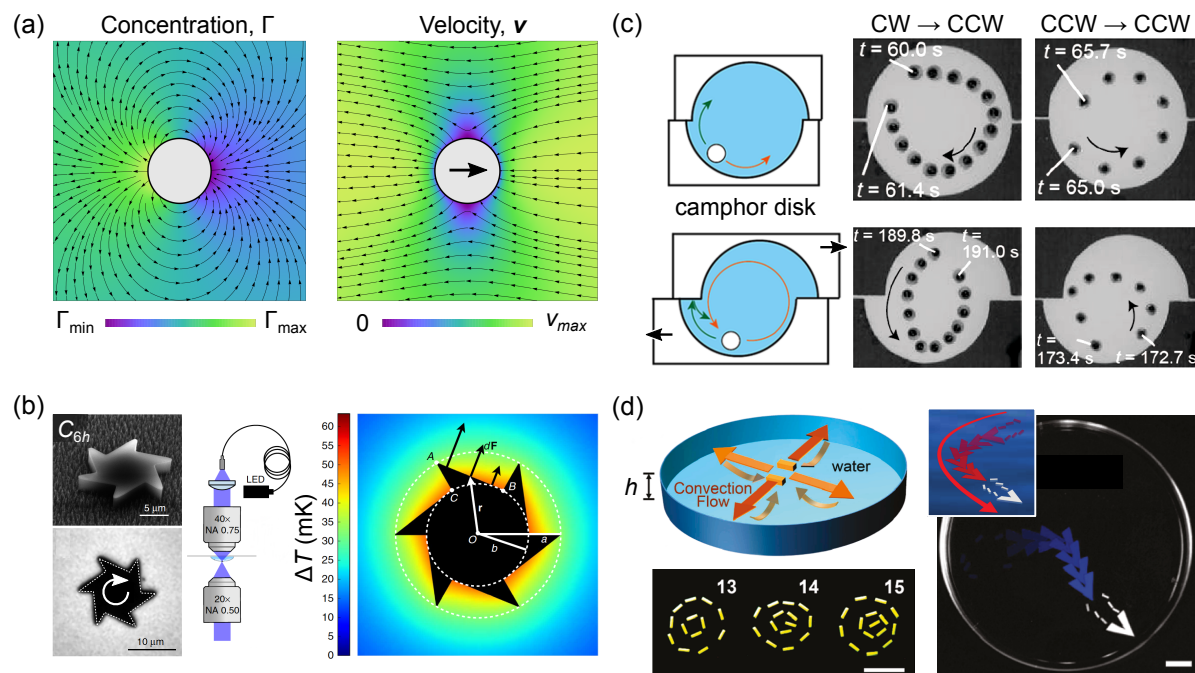 (a)
Concentration, Γ
Velocity, v
Γmin
Γmax
0
vmax
(b)
C6h
5 μm
10 μm
LED
40×
NA 0.75
20×
NA 0.50
ΔT (mK)
60
55
50
45
40
35
30
25
20
15
10
5
0
A
dF
C
B
r
O
a
b
(c)
CW → CCW
CCW → CCW
t = 60.0 s
t = 61.4 s
t = 65.7 s
t = 65.0 s
camphor disk
t =
189.8 s
t =
191.0 s
t =
173.4 s
t =
172.7 s
(d)
h
water
Convection
Flow
13
14
15